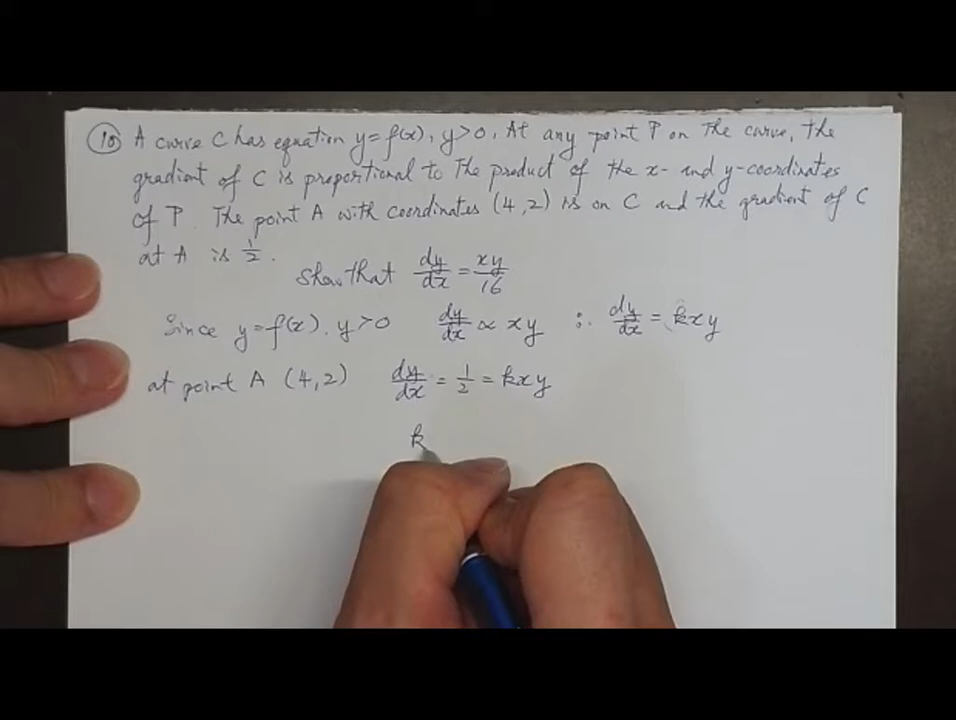 10 A curve C has equation y=f(x), y>0. At any point P on the curve, the
gradient of C is proportional to the product of the x- and y-coordinates
of P. The point A with coordinates (4,2) is on C and the gradient of C
at A is 1/2.
Show that dy/dx = xy/16
Since y=f(x). y>0 dy/dx ∝ xy ∴ dy/dx = kxy
at point A (4,2) dy/dx = 1/2 = kxy
k